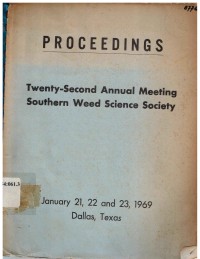 PROCEEDINGS
Twenty-Second Annual Meeting
Southern Weed Science Society
January 21, 22 and 23, 1969
Dallas, Texas